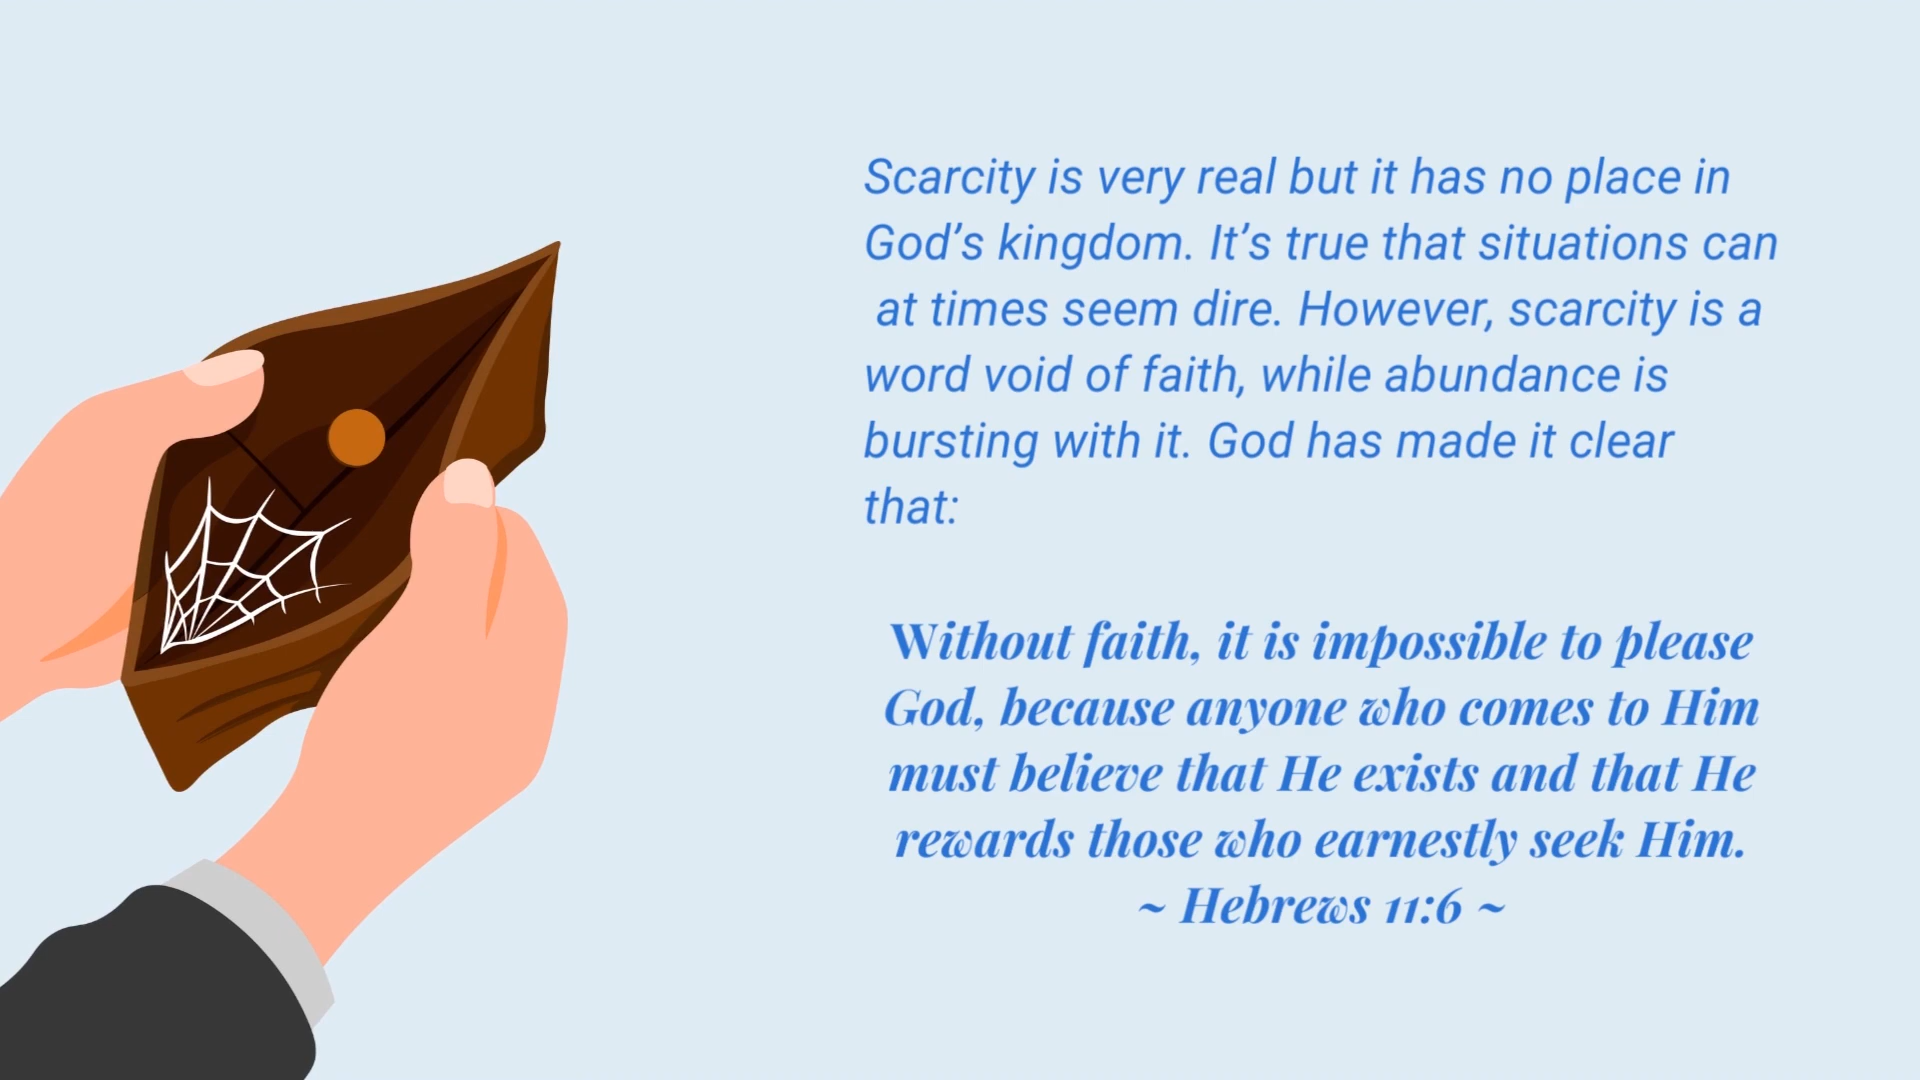 Scarcity is very real but it has no place in
God’s kingdom. It’s true that situations can
at times seem dire. However, scarcity is a
word void of faith, while abundance is
bursting with it. God has made it clear
that:
Without faith, it is impossible to please
God, because anyone who comes to Him
must believe that He exists and that He
rewards those who earnestly seek Him.
~ Hebrews 11:6 ~